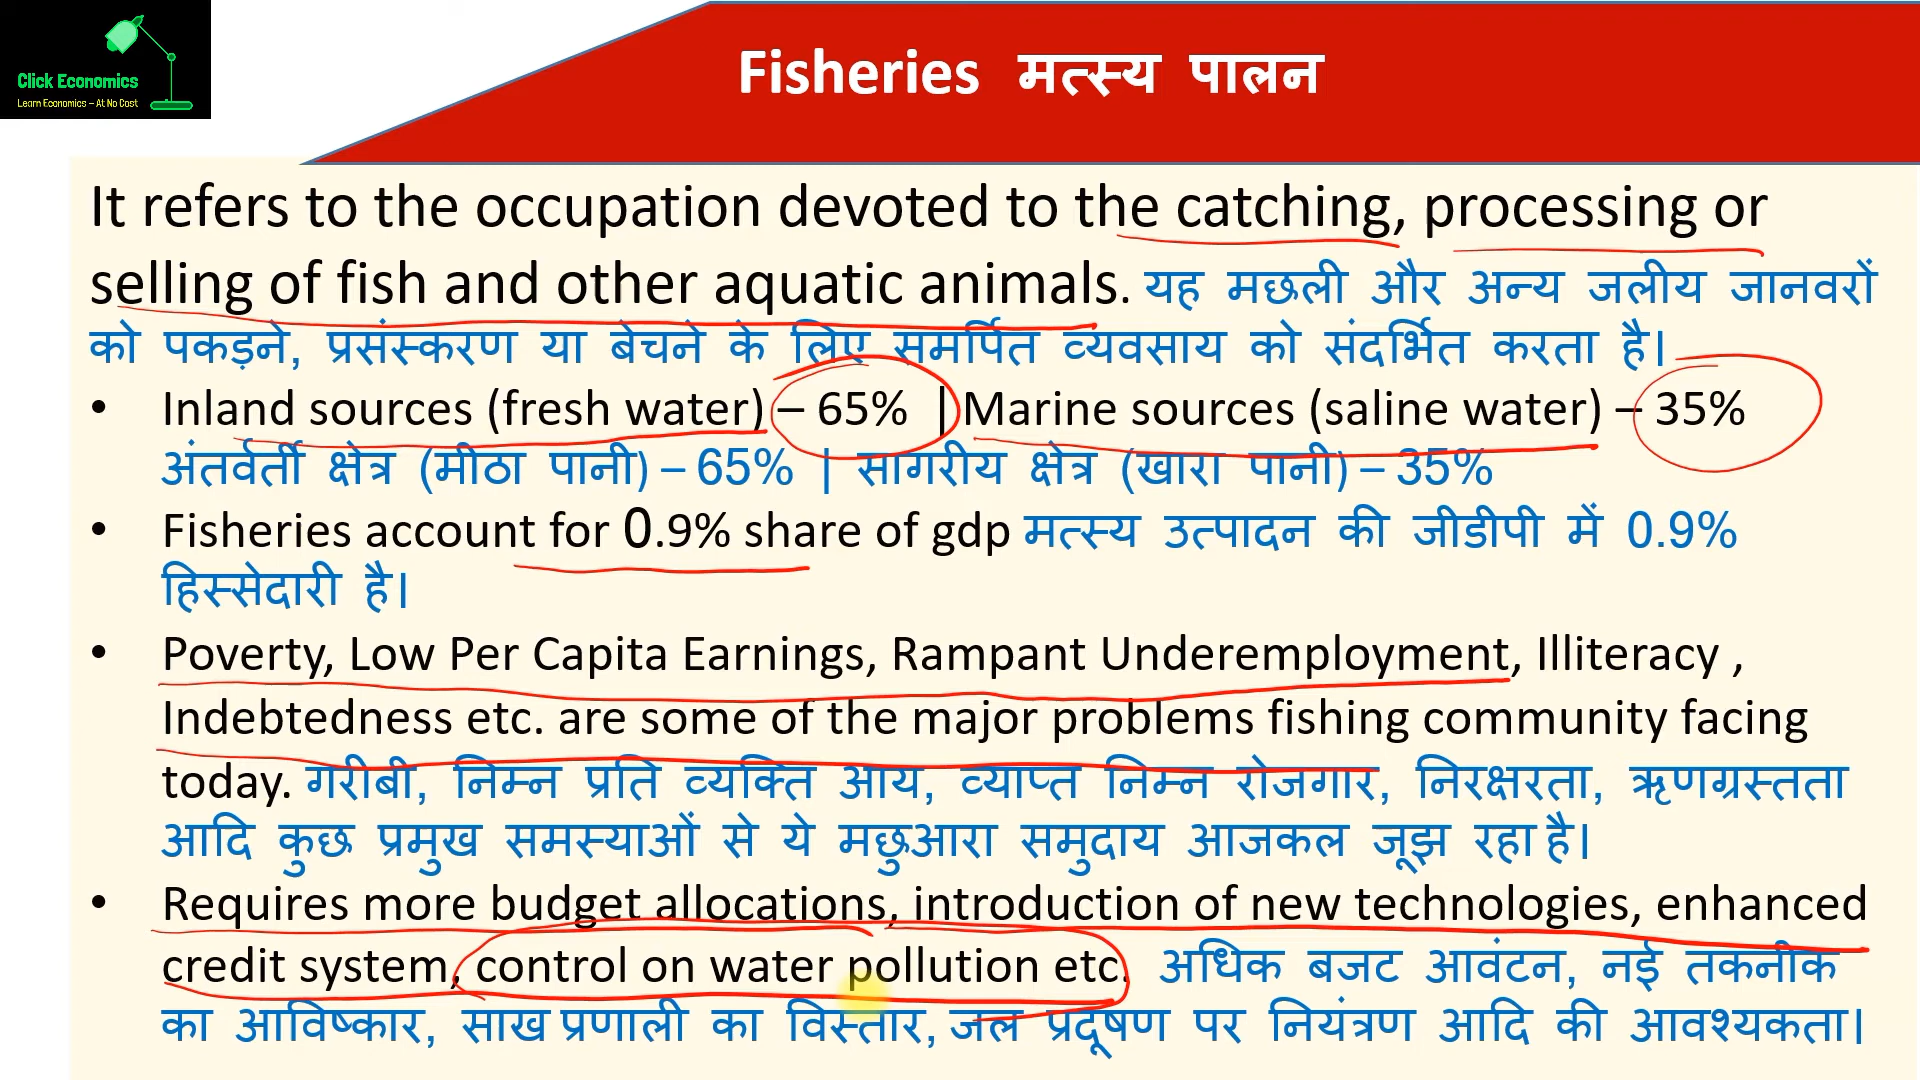 Click Economics
Learn Economics – At No Cost
Fisheries मत्स्य पालन
It refers to the occupation devoted to the catching, processing or
selling of fish and other aquatic animals. यह मछली और अन्य जलीय जानवरों
को पकड़ने, प्रसंस्करण या बेचने के लिए समर्पित व्यवसाय को संदर्भित करता है।
• Inland sources (fresh water) – 65% | Marine sources (saline water) – 35%
अंतर्वर्ती क्षेत्र (मीठा पानी) – 65% | सागरीय क्षेत्र (खारा पानी) – 35%
• Fisheries account for 0.9% share of gdp मत्स्य उत्पादन की जीडीपी में 0.9%
हिस्सेदारी है।
• Poverty, Low Per Capita Earnings, Rampant Underemployment, Illiteracy ,
Indebtedness etc. are some of the major problems fishing community facing
today. गरीबी, निम्न प्रति व्यक्ति आय, व्याप्त निम्न रोजगार, निरक्षरता, ऋणग्रस्तता
आदि कुछ प्रमुख समस्याओं से ये मछुआरा समुदाय आजकल जूझ रहा है।
• Requires more budget allocations, introduction of new technologies, enhanced
credit system, control on water pollution etc. अधिक बजट आवंटन, नई तकनीक
का आविष्कार, साख प्रणाली का विस्तार, जल प्रदूषण पर नियंत्रण आदि की आवश्यकता।